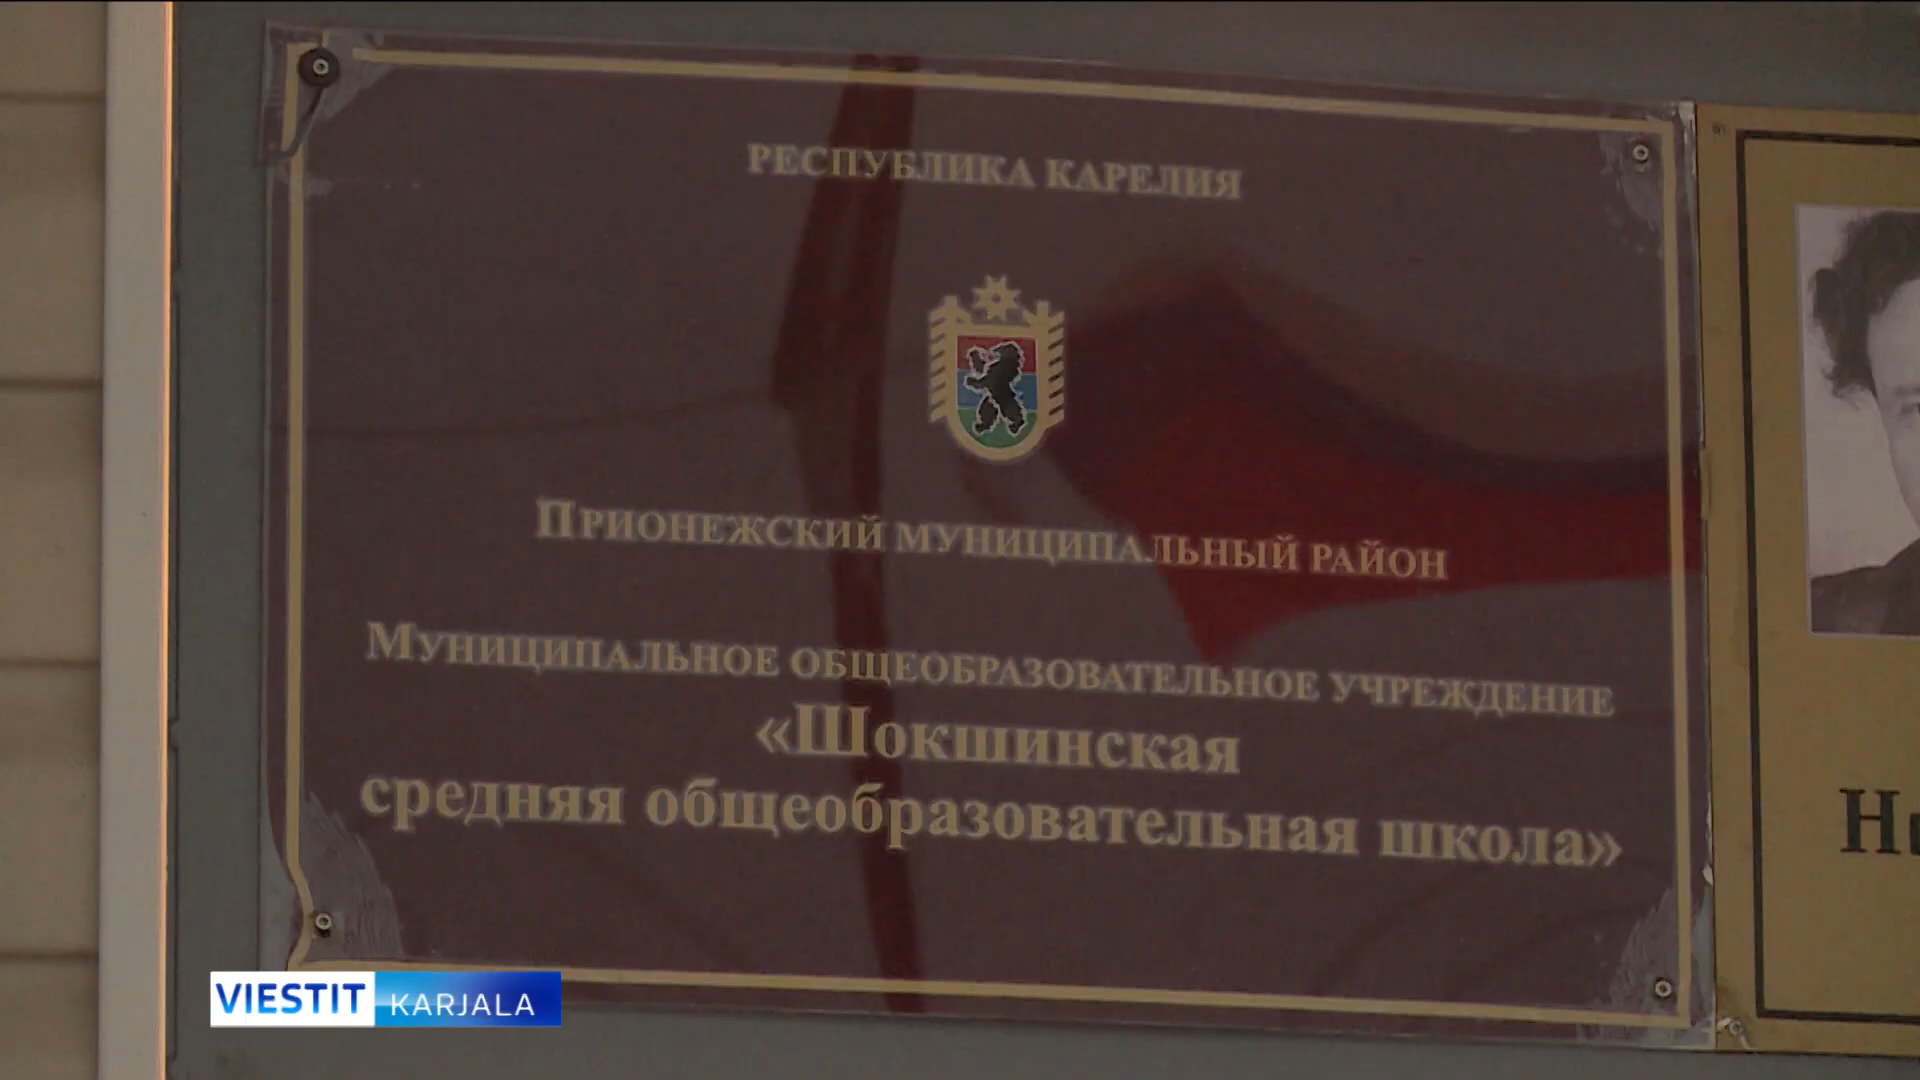 РЕСПУБЛИКА КАРЕЛИЯ
ПРИОНЕЖСКИЙ МУНИЦИПАЛЬНЫЙ РАЙОН
МУНИЦИПАЛЬНОЕ ОБЩЕОБРАЗОВАТЕЛЬНОЕ УЧРЕЖДЕНИЕ
«Шокшинская
средняя общеобразовательная школа»
VIESTIT KARJALA